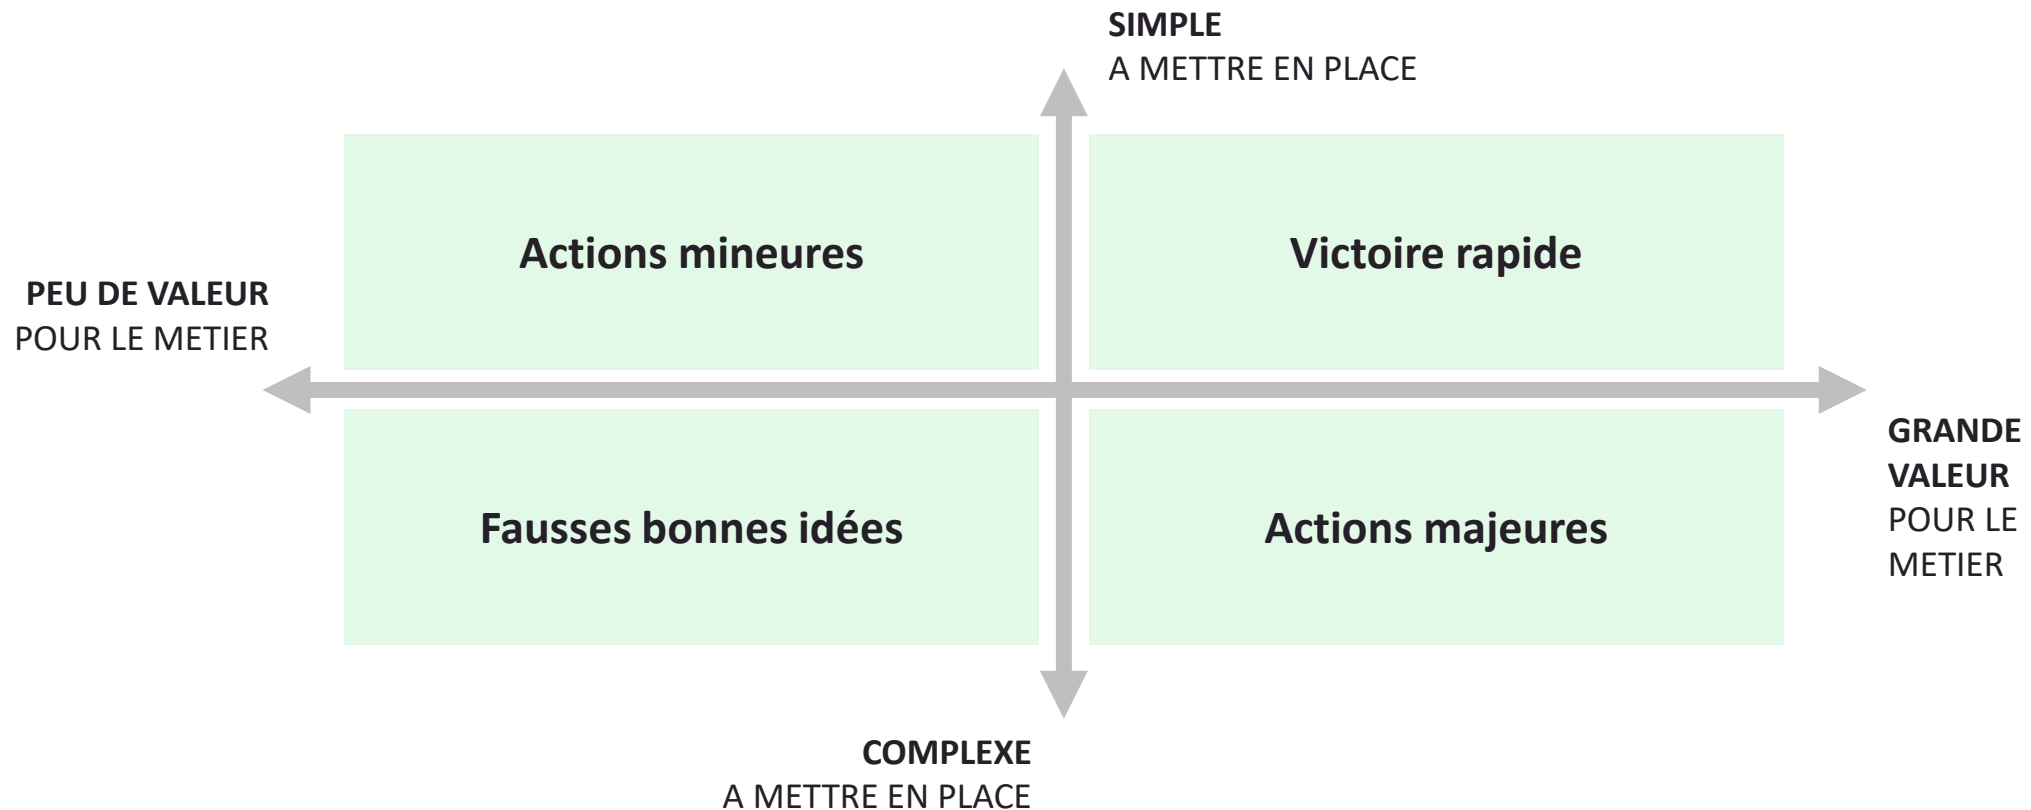 SIMPLE
A METTRE EN PLACE
Actions mineures
Victoire rapide
PEU DE VALEUR
POUR LE METIER
GRANDE
VALEUR
POUR LE
METIER
Fausses bonnes idées
Actions majeures
COMPLEXE
A METTRE EN PLACE